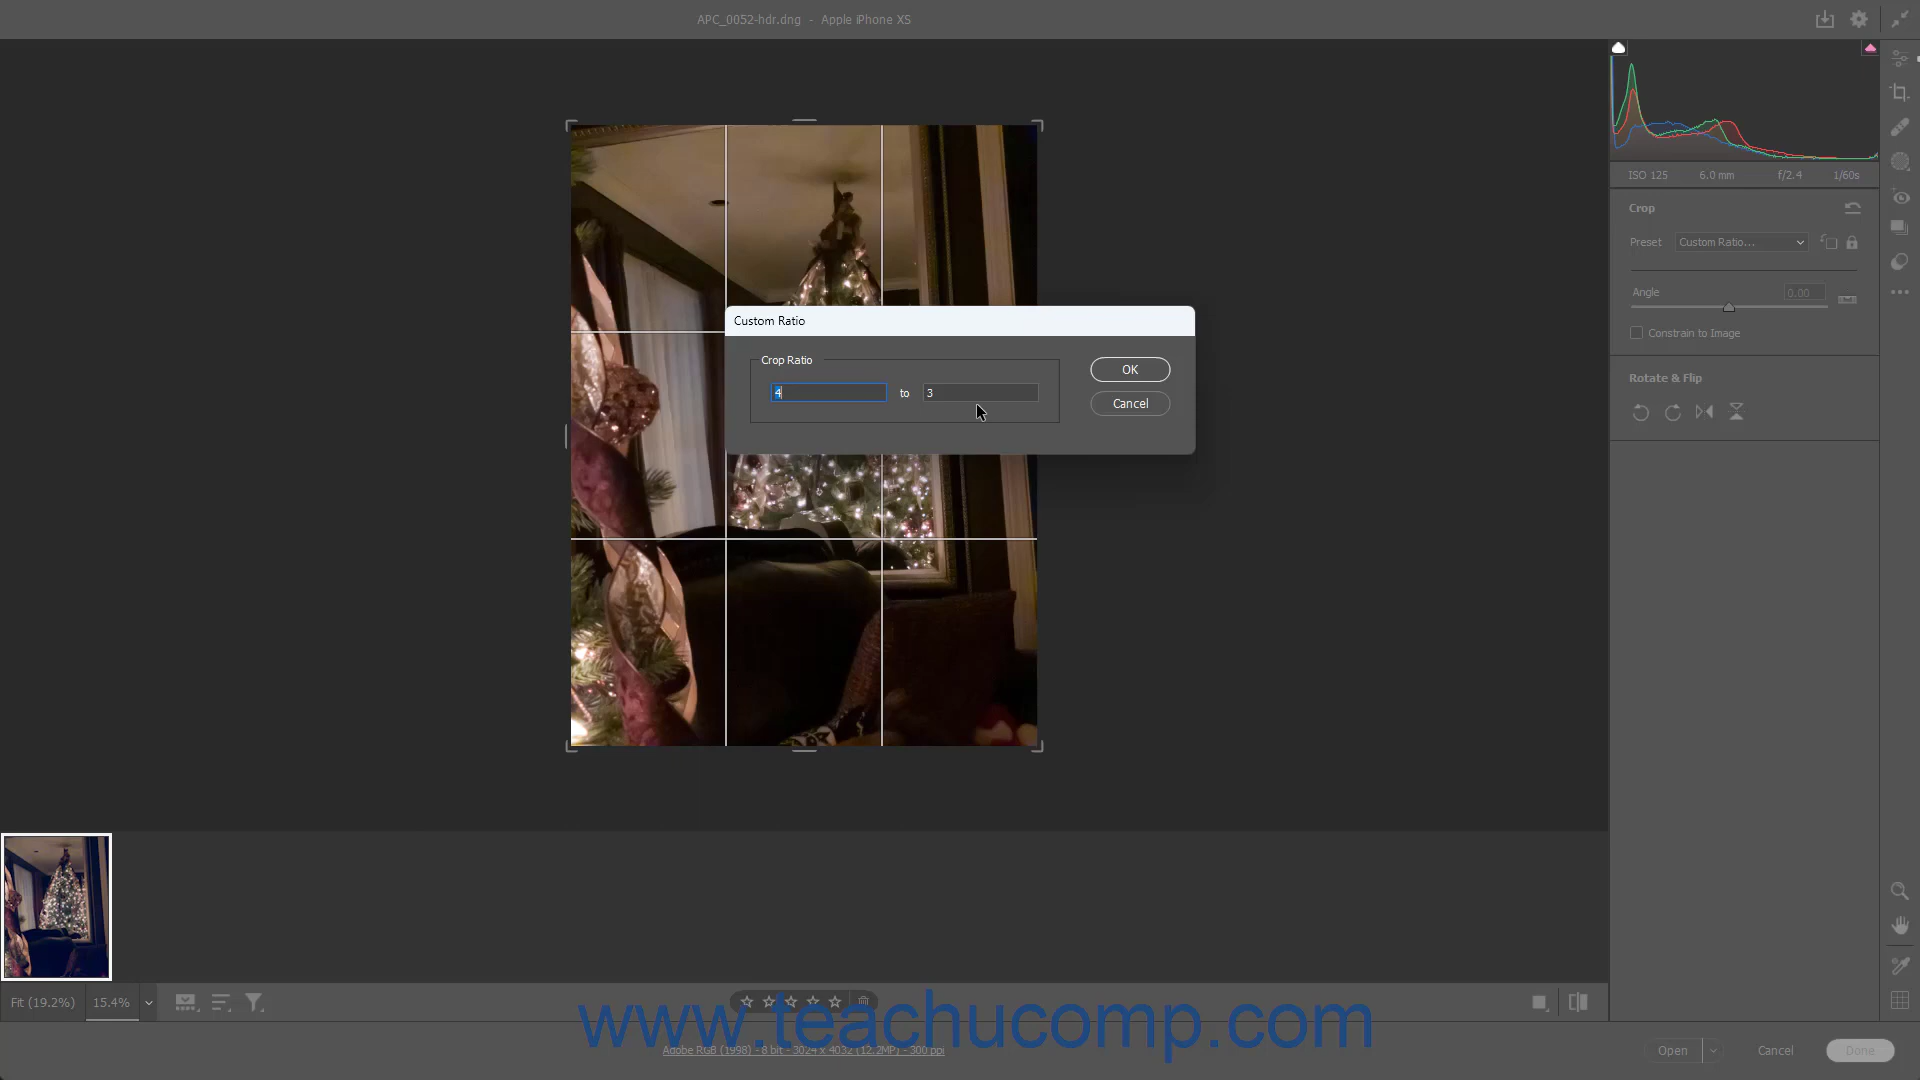 APC_0052-hdr.dng - Apple iPhone XS
ISO 125 6.0 mm f/2.4 1/60s
Crop
Preset Custom Ratio...
Angle 0.00
Constrain to Image
Rotate & Flip
Custom Ratio
Crop Ratio
4 to 3
OK
Cancel
Fit (19.2%) 15.4%
www.teachucomp.com
Adobe RGB (1998) - 8 bit - 3024 x 4032 (12.2MP) - 300 ppi
Open Cancel Done